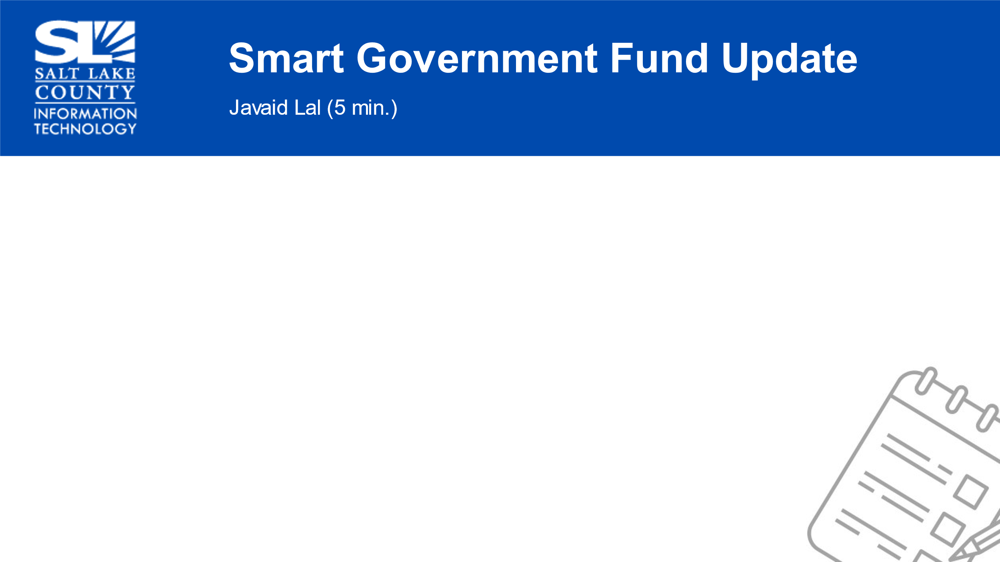 SL
SALT LAKE
COUNTY
INFORMATION
TECHNOLOGY
Smart Government Fund Update
Javaid Lal (5 min.)